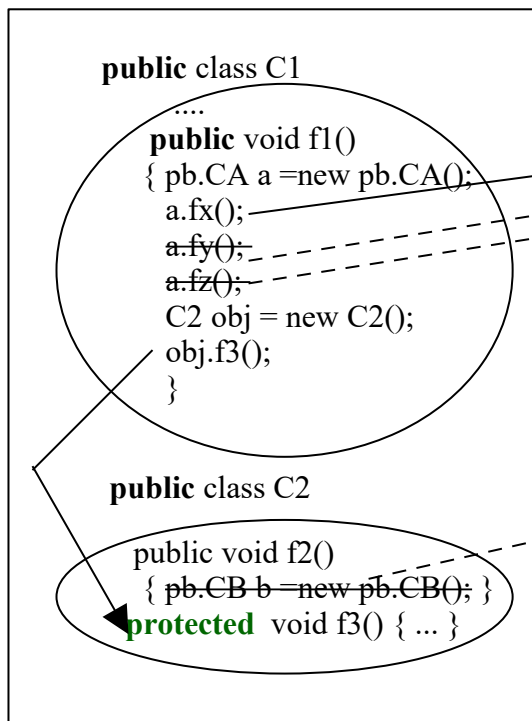 public class C1
....
public void f1()
{ pb.CA a =new pb.CA();
a.fx();
a.fy();
a.fz();
C2 obj = new C2();
obj.f3();
}
public class C2
public void f2()
{ pb.CB b =new pb.CB(); }
protected void f3() { ... }